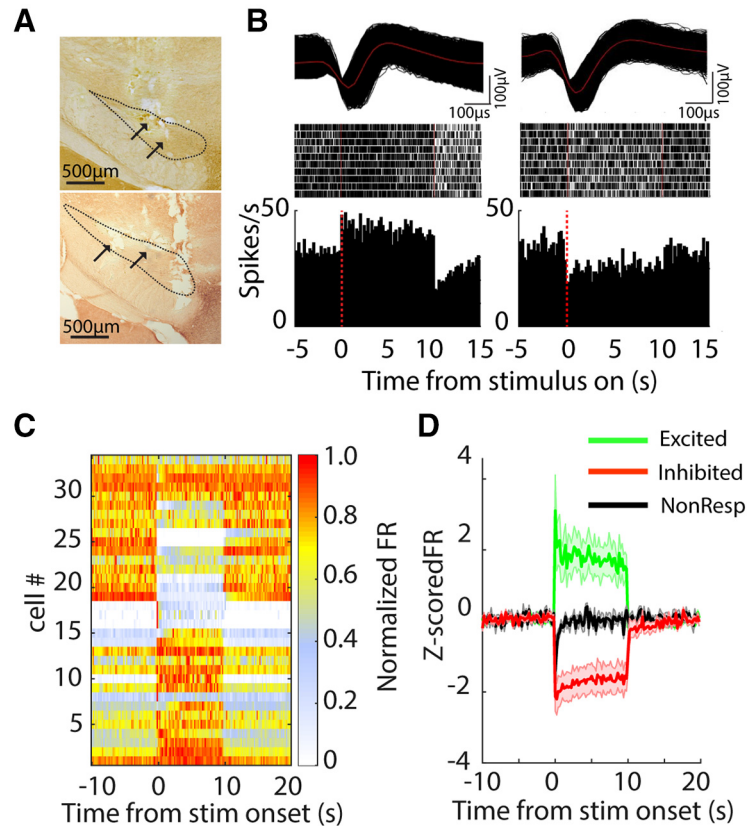 A
500μm
500μm
B
100μs
100μV
100μs
100μV
Spikes/s
50
0
50
0
-5 0 5 10 15
-5 0 5 10 15
Time from stimulus on (s)
C
cell #
30
25
20
15
10
5
-10 0 10 20
Time from stim onset (s)
1.0
0.8
0.6
0.4
0.2
0
Normalized FR
D
Excited
Inhibited
NonResp
Z-scoredFR
4
2
0
-2
-4
-10 0 10 20
Time from stim onset (s)